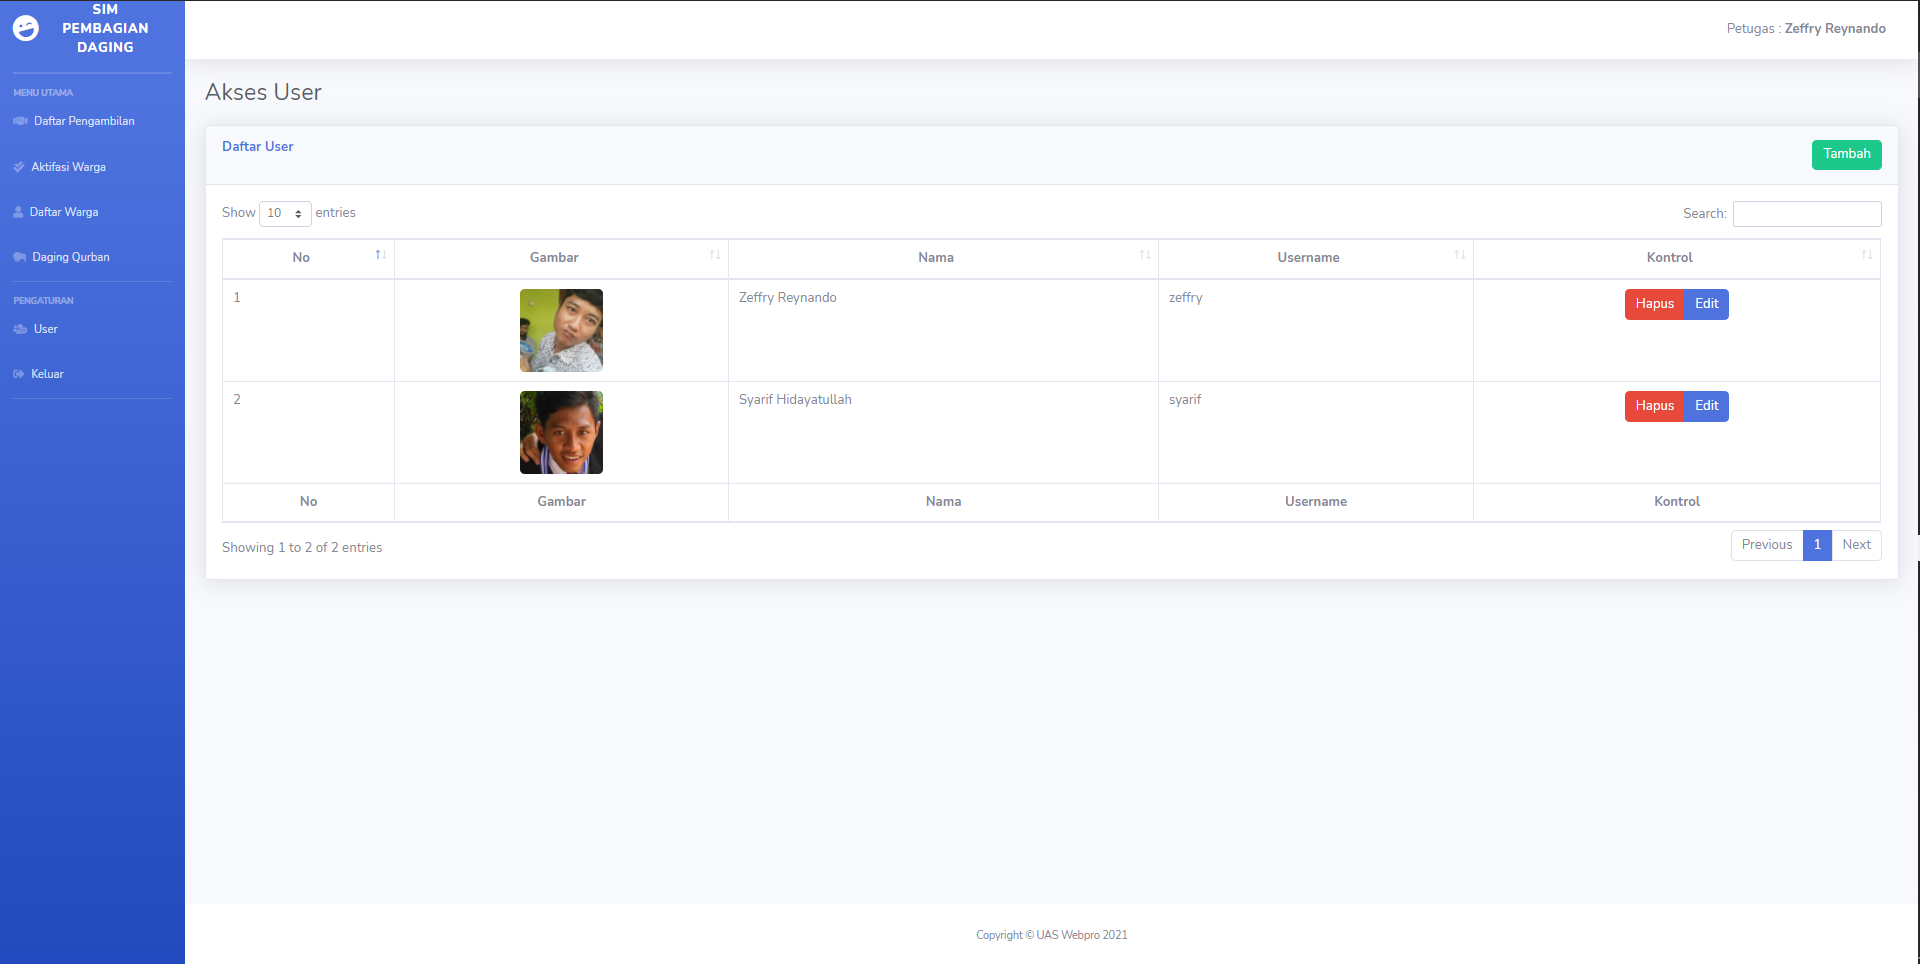 SIM
PEMBAGIAN
DAGING
Petugas : Zeffry Reynando
MENU UTAMA
Daftar Pengambilan
Aktifasi Warga
Daftar Warga
Daging Qurban
PENGATURAN
User
Keluar
Akses User
Daftar User
Tambah
Show 10 entries
Search:
No Gambar Nama Username Kontrol
1 Zeffry Reynando zeffry Hapus Edit
2 Syarif Hidayatullah syarif Hapus Edit
No Gambar Nama Username Kontrol
Showing 1 to 2 of 2 entries
Previous 1 Next
Copyright © UAS Webpro 2021